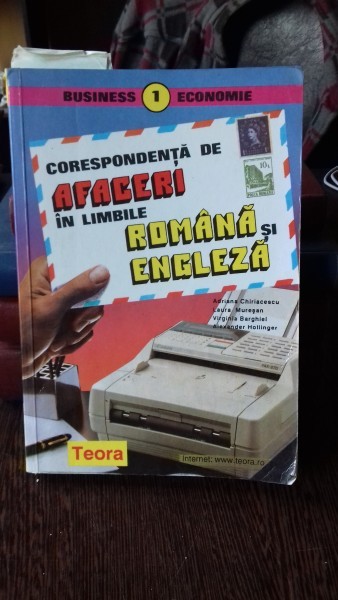 BUSINESS 1 ECONOMIE
CORESPONDENȚĂ DE
AFACERI
ÎN LIMBILE
ROMÂNĂ ȘI
ENGLEZĂ
Adriana Chiriacescu
Laura Mureșan
Virginia Barghiel
Alexander Hollinger
Teora
Internet: www.teora.ro